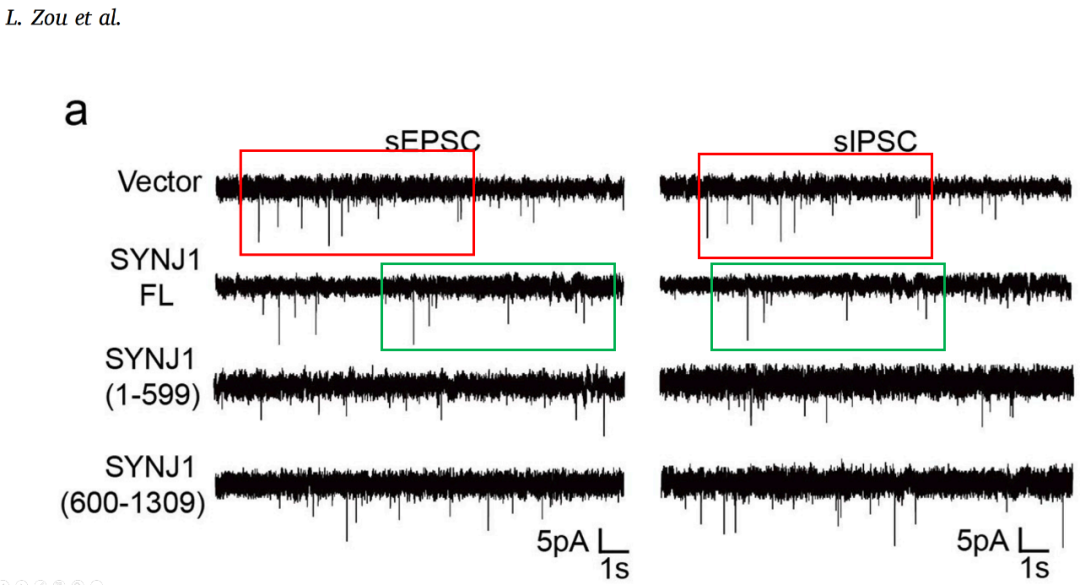 L. Zou et al.
a
sEPSC sIPSC
Vector
SYNJ1
FL
SYNJ1
(1-599)
SYNJ1
(600-1309)
5pA 5pA
1s 1s